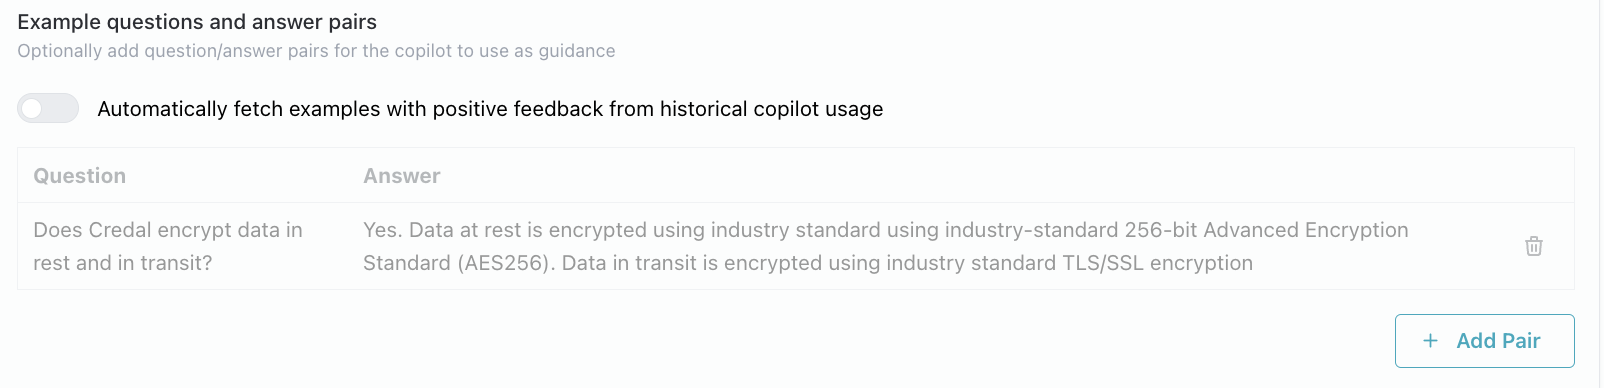 Example questions and answer pairs
Optionally add question/answer pairs for the copilot to use as guidance
Automatically fetch examples with positive feedback from historical copilot usage
Question Answer
Does Credal encrypt data in
rest and in transit?
Yes. Data at rest is encrypted using industry standard using industry-standard 256-bit Advanced Encryption
Standard (AES256). Data in transit is encrypted using industry standard TLS/SSL encryption
+ Add Pair